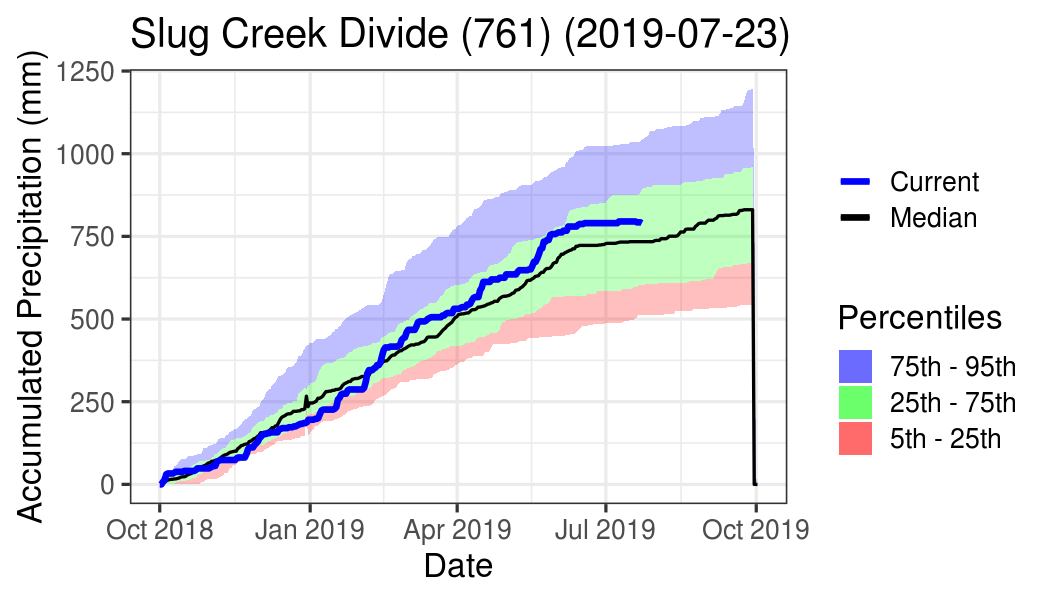 Slug Creek Divide (761) (2019-07-23)
Accumulated Precipitation (mm)
1250
1000
750
500
250
0
Oct 2018
Jan 2019
Apr 2019
Jul 2019
Oct 2019
Date
Current
Median
Percentiles
75th - 95th
25th - 75th
5th - 25th